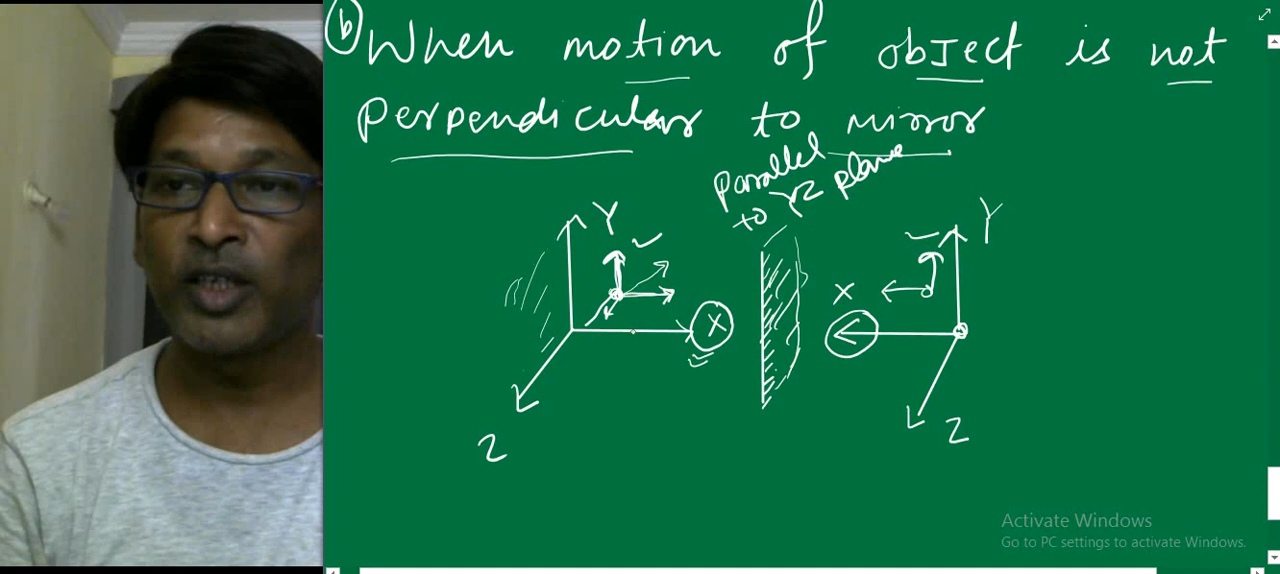 (b) When motion of object is not
perpendicular to mirror
Parallel
to YZ plane
Y
Y
X
X
Z
Z
Activate Windows
Go to PC settings to activate Windows.